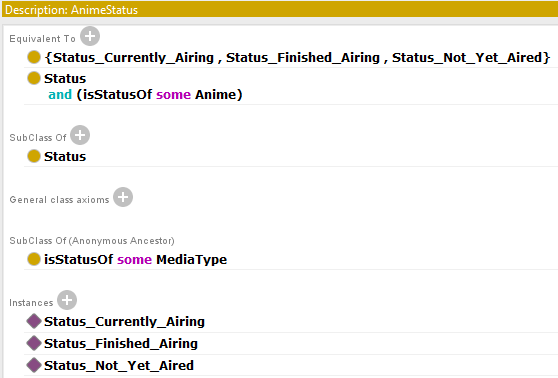 Description: AnimeStatus
Equivalent To
{Status_Currently_Airing , Status_Finished_Airing , Status_Not_Yet_Aired}
Status
and (isStatusOf some Anime)
SubClass Of
Status
General class axioms
SubClass Of (Anonymous Ancestor)
isStatusOf some MediaType
Instances
Status_Currently_Airing
Status_Finished_Airing
Status_Not_Yet_Aired